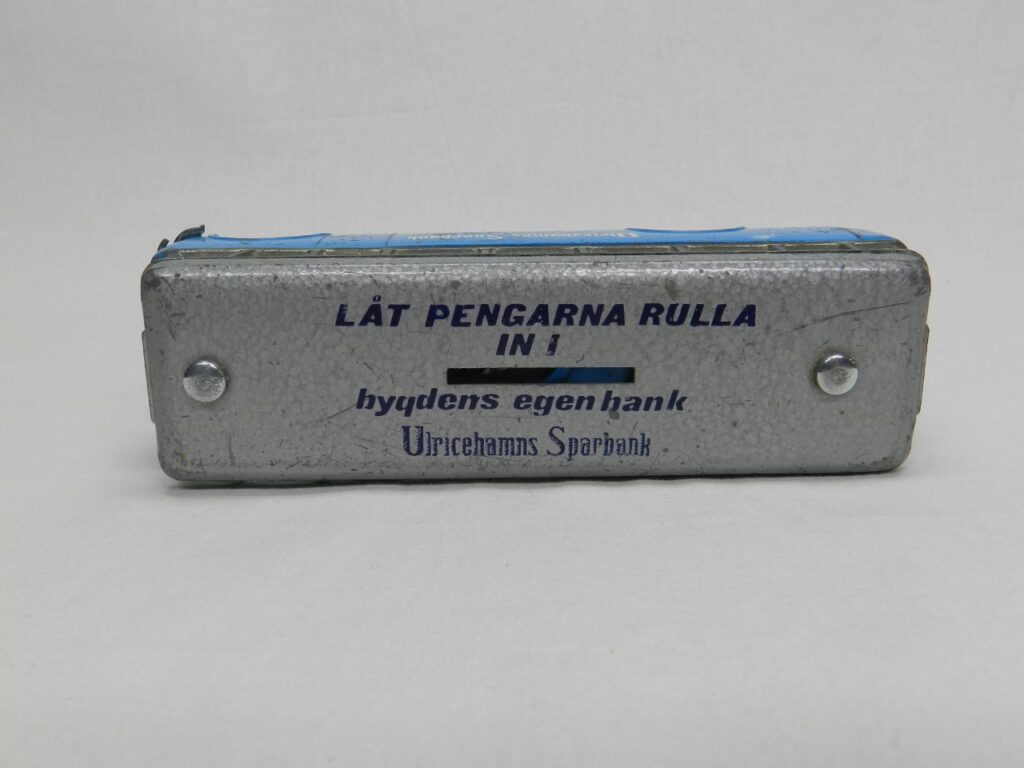 LÅT PENGARNA RULLA
IN I
bygdens egen bank
Ulricehamns Sparbank